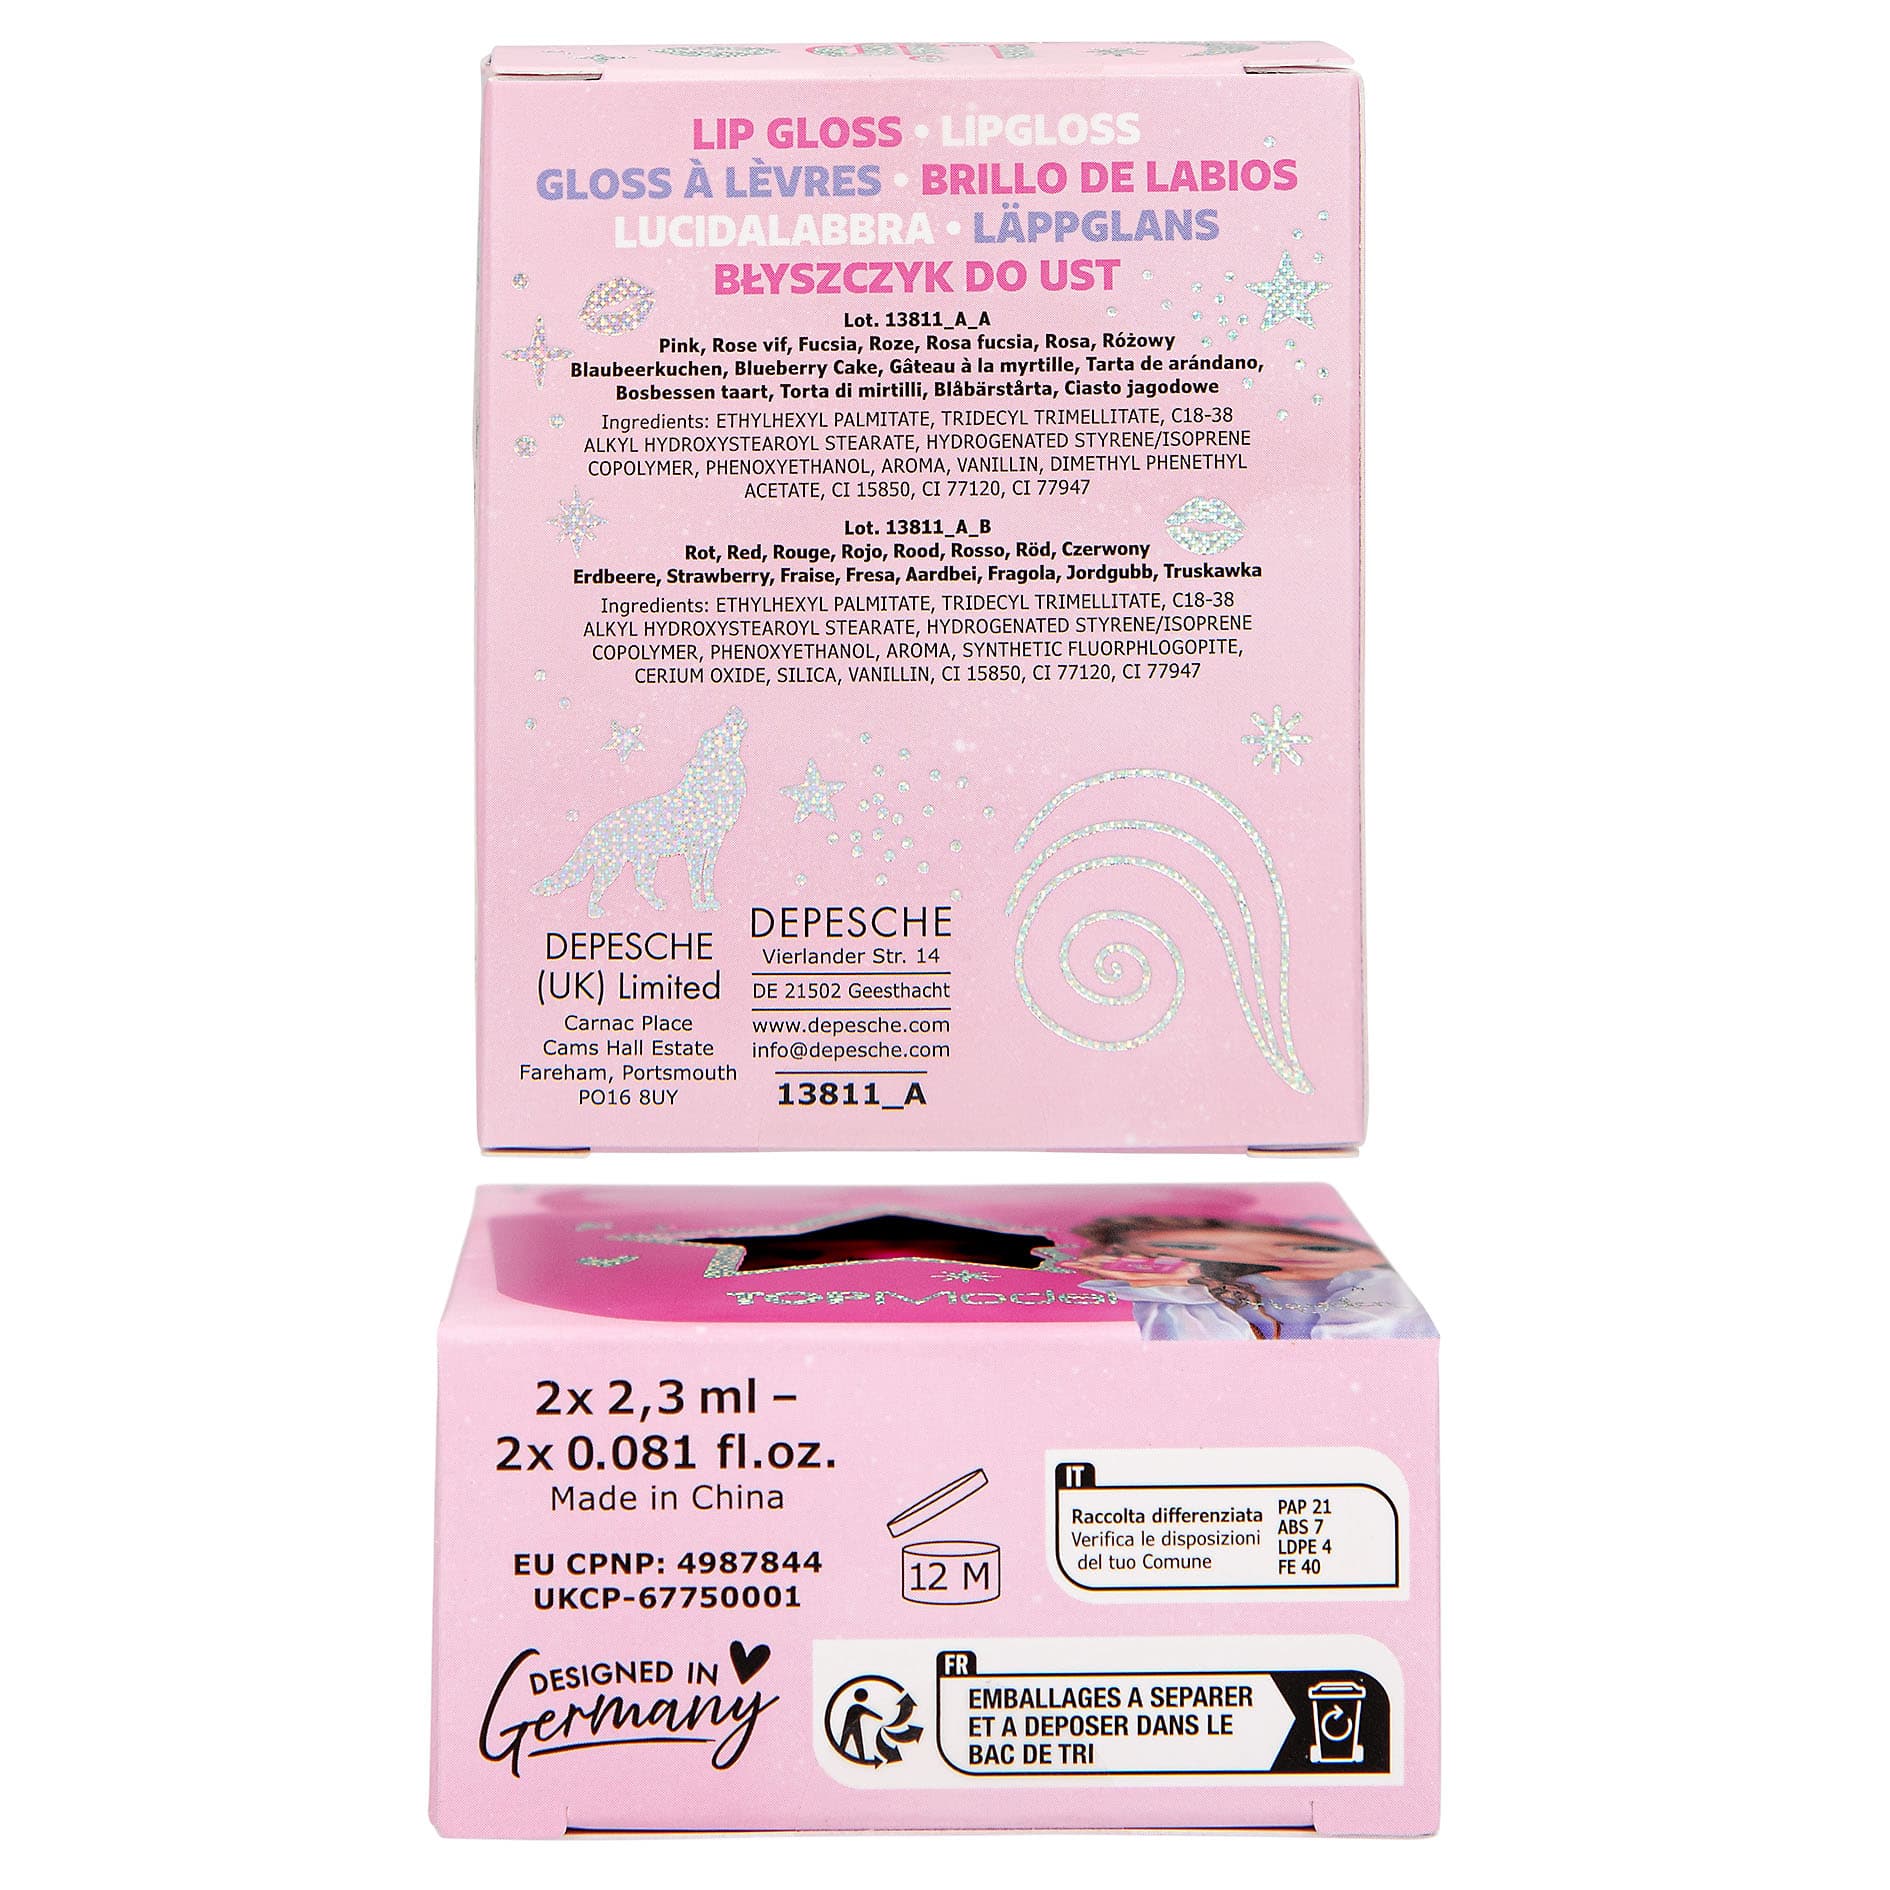 LIP GLOSS • LIPGLOSS
GLOSS À LÈVRES • BRILLO DE LABIOS
LUCIDALABBRA • LÄPPGLANS
BŁYSZCZYK DO UST
Lot. 13811_A_A
Pink, Rose vif, Fucsia, Roze, Rosa fucsia, Rosa, Różowy
Blaubeerkuchen, Blueberry Cake, Gâteau à la myrtille, Tarta de arándano,
Bosbessen taart, Torta di mirtilli, Blåbärstårta, Ciasto jagodowe
Ingredients: ETHYLHEXYL PALMITATE, TRIDECYL TRIMELLITATE, C18-38
ALKYL HYDROXYSTEAROYL STEARATE, HYDROGENATED STYRENE/ISOPRENE
COPOLYMER, PHENOXYETHANOL, AROMA, VANILLIN, DIMETHYL PHENETHYL
ACETATE, CI 15850, CI 77120, CI 77947
Lot. 13811_A_B
Rot, Red, Rouge, Rojo, Rood, Rosso, Röd, Czerwony
Erdbeere, Strawberry, Fraise, Fresa, Aardbei, Fragola, Jordgubb, Truskawka
Ingredients: ETHYLHEXYL PALMITATE, TRIDECYL TRIMELLITATE, C18-38
ALKYL HYDROXYSTEAROYL STEARATE, HYDROGENATED STYRENE/ISOPRENE
COPOLYMER, PHENOXYETHANOL, AROMA, SYNTHETIC FLUORPHLOGOPITE,
CERIUM OXIDE, SILICA, VANILLIN, CI 15850, CI 77120, CI 77947
DEPESCHE
(UK) Limited
Carnac Place
Cams Hall Estate
Fareham, Portsmouth
PO16 8UY
DEPESCHE
Vierlander Str. 14
DE 21502 Geesthacht
www.depesche.com
info@depesche.com
13811_A
TOPModel
2x 2,3 ml –
2x 0.081 fl.oz.
Made in China
EU CPNP: 4987844
UKCP-67750001
DESIGNED IN
Germany
12 M
IT
Raccolta differenziata
Verifica le disposizioni
del tuo Comune
PAP 21
ABS 7
LDPE 4
FE 40
FR
EMBALLAGES A SEPARER
ET A DEPOSER DANS LE
BAC DE TRI